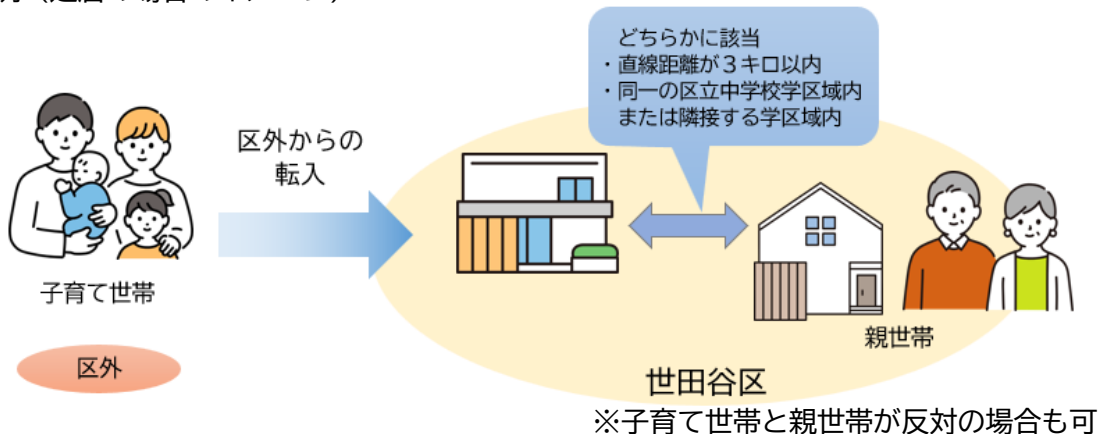 どちらかに該当
・直線距離が３キロ以内
・同一の区立中学校学区域内
または隣接する学区域内
区外からの
転入
子育て世帯
区外
親世帯
世田谷区
※子育て世帯と親世帯が反対の場合も可